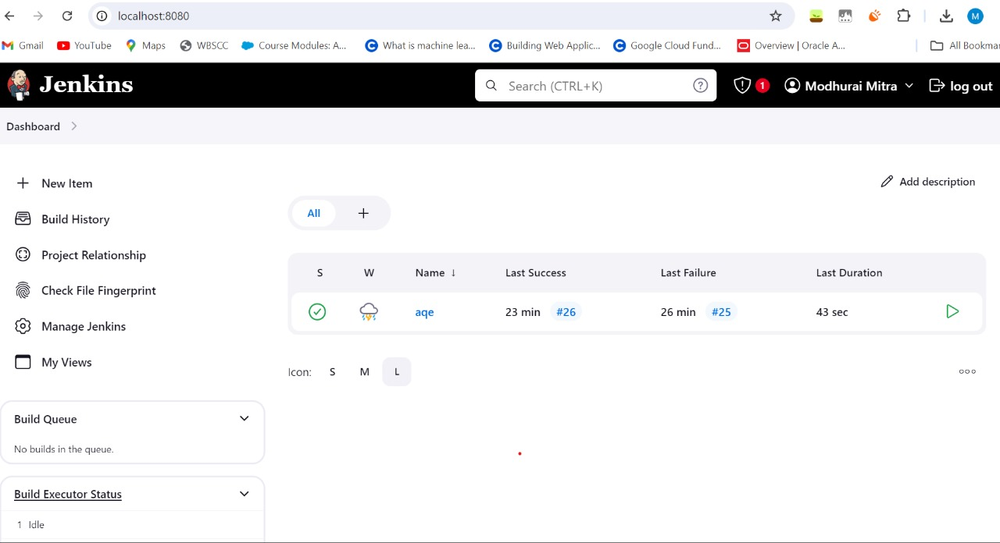 localhost:8080
M
Gmail YouTube Maps WBSCC Course Modules: A... What is machine lea... Building Web Applic... Google Cloud Fund... Overview | Oracle A... All Bookmar
Jenkins Search (CTRL+K) ? 1 Modhurai Mitra log out
Dashboard
New Item
Build History
Project Relationship
Check File Fingerprint
Manage Jenkins
My Views
Build Queue
No builds in the queue.
Build Executor Status
1 Idle
Add description
All +
S W Name ↓ Last Success Last Failure Last Duration
aqe 23 min #26 26 min #25 43 sec
Icon: S M L